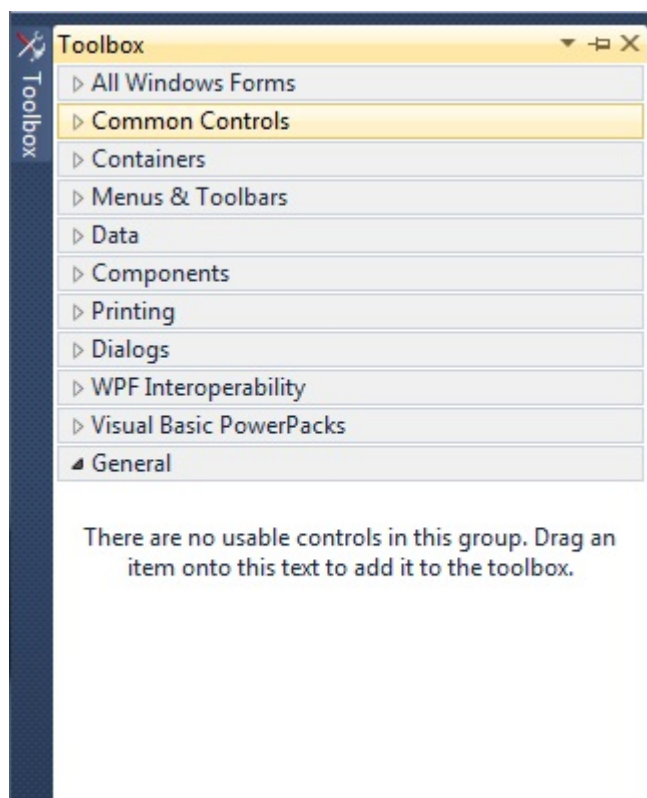 Toolbox
Toolbox
All Windows Forms
Common Controls
Containers
Menus & Toolbars
Data
Components
Printing
Dialogs
WPF Interoperability
Visual Basic PowerPacks
General
There are no usable controls in this group. Drag an
item onto this text to add it to the toolbox.